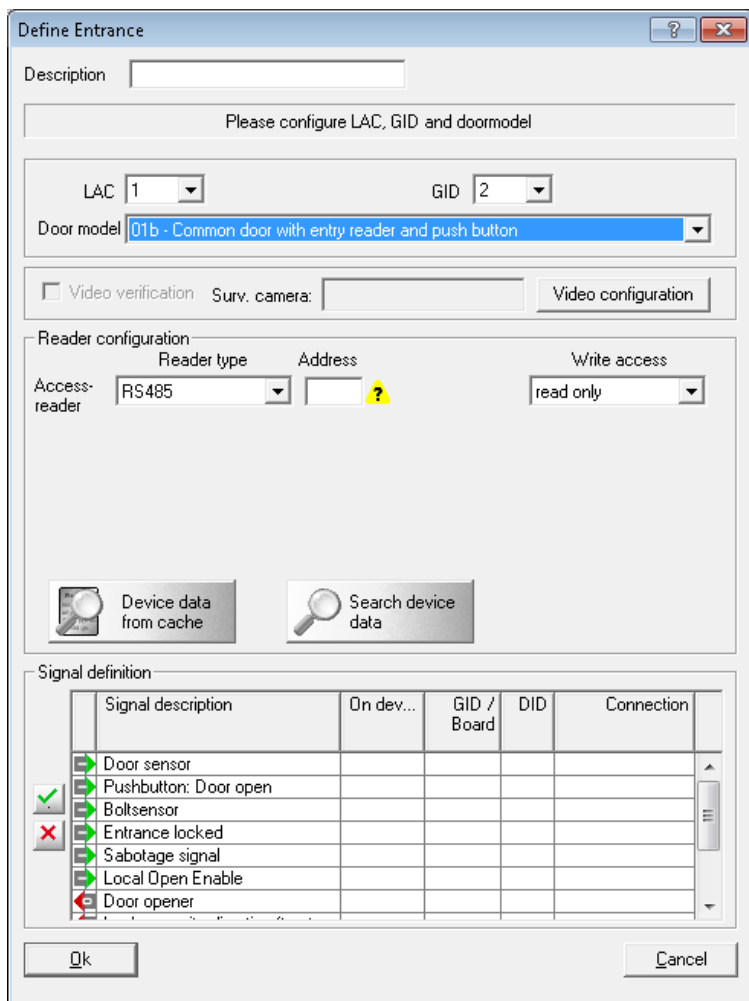 Define Entrance
Description
Please configure LAC, GID and doormodel
LAC 1 GID 2
Door model 01b - Common door with entry reader and push button
Video verification Surv. camera: Video configuration
Reader configuration
Reader type Address Write access
Access-reader RS485 ? read only
Device data from cache
Search device data
Signal definition
Signal description On dev... GID / Board DID Connection
Door sensor
Pushbutton: Door open
Boltsensor
Entrance locked
Sabotage signal
Local Open Enable
Door opener
Ok Cancel